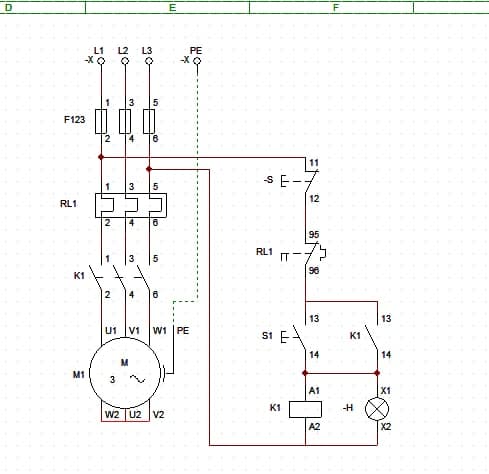 D E F
L1 L2 L3 PE
-X -X
1 3 5
F123
2 4 6
11
-S
12
1 3 5
RL1
2 4 6
95
RL1
96
1 3 5
K1
2 4 6
13 13
S1 K1
14 14
U1 V1 W1 PE
M
M1 3
W2 U2 V2
A1 X1
K1 -H
A2 X2